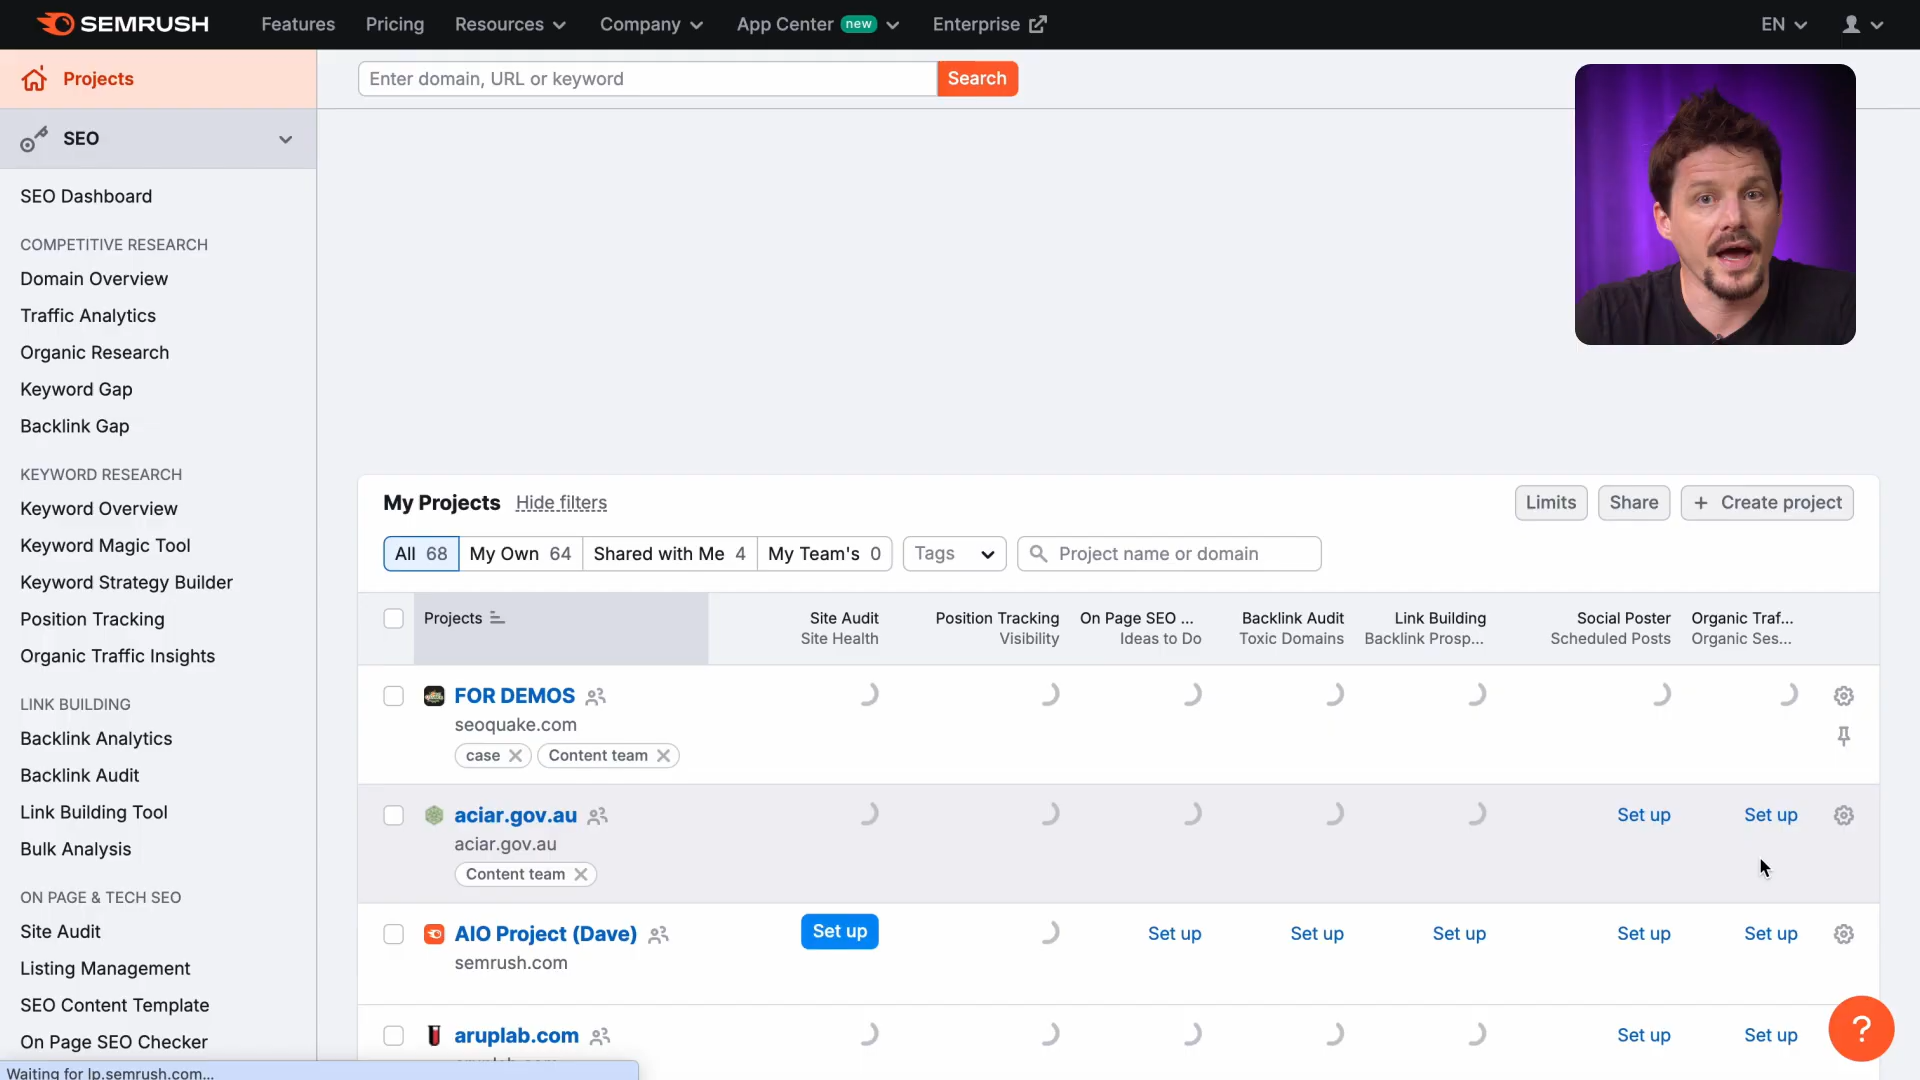 SEMRUSH
Features
Pricing
Resources
Company
App Center new
Enterprise
EN
Projects
Enter domain, URL or keyword
Search
SEO
SEO Dashboard
COMPETITIVE RESEARCH
Domain Overview
Traffic Analytics
Organic Research
Keyword Gap
Backlink Gap
KEYWORD RESEARCH
Keyword Overview
Keyword Magic Tool
Keyword Strategy Builder
Position Tracking
Organic Traffic Insights
LINK BUILDING
Backlink Analytics
Backlink Audit
Link Building Tool
Bulk Analysis
ON PAGE & TECH SEO
Site Audit
Listing Management
SEO Content Template
On Page SEO Checker
Waiting for lp.semrush.com...
My Projects Hide filters
Limits
Share
+ Create project
All 68
My Own 64
Shared with Me 4
My Team's 0
Tags
Project name or domain
Projects
Site Audit
Site Health
Position Tracking
Visibility
On Page SEO ...
Ideas to Do
Backlink Audit
Toxic Domains
Link Building
Backlink Prosp...
Social Poster
Scheduled Posts
Organic Traf...
Organic Ses...
FOR DEMOS
seoquake.com
case
Content team
aciar.gov.au
Set up
Set up
aciar.gov.au
Content team
AIO Project (Dave)
Set up
Set up
Set up
Set up
Set up
Set up
semrush.com
aruplab.com
Set up
Set up
?